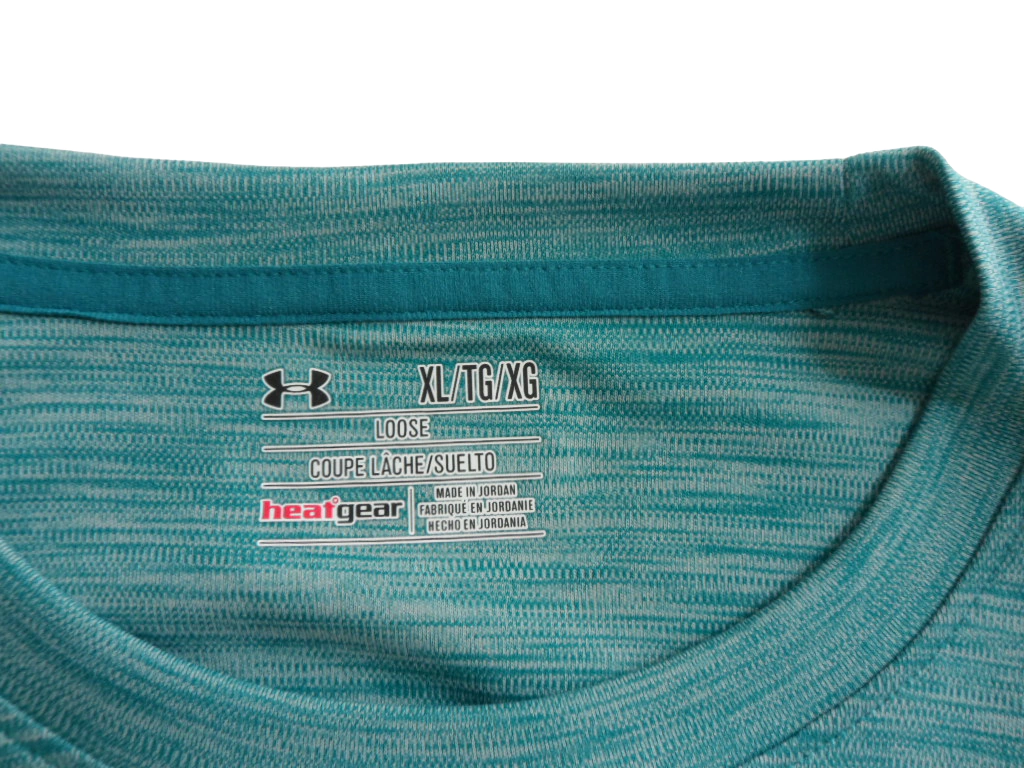 XL/TG/XG
LOOSE
COUPE LÂCHE/SUELTO
heatgear
MADE IN JORDAN
FABRIQUÉ EN JORDANIE
HECHO EN JORDANIA